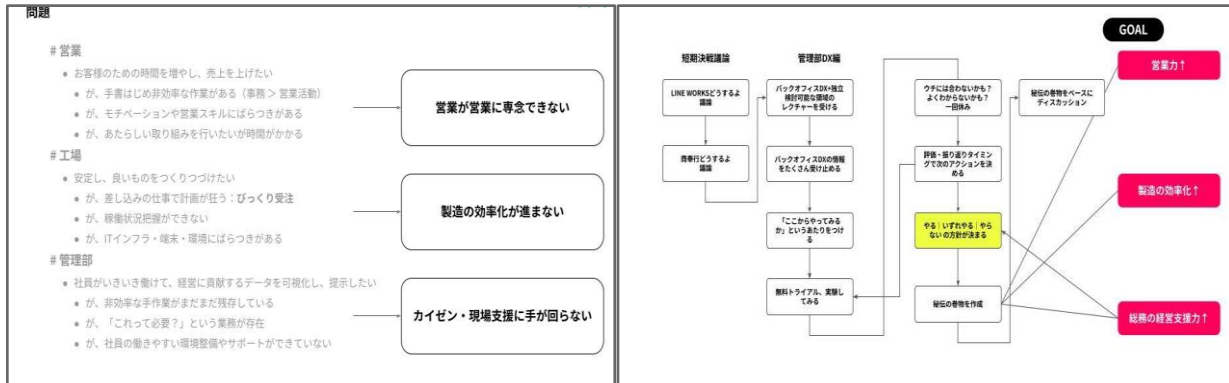 問題
# 営業
● お客様のための時間を増やし、売上を上げたい
● が、手書はじめ非効率な作業がある（事務 > 営業活動）
● が、モチベーションや営業スキルにばらつきがある
● が、あたらしい取り組みを行いたいが時間がかかる
営業が営業に専念できない
# 工場
● 安定し、良いものをつくりつづけたい
● が、差し込みの仕事で計画が狂う：びっくり受注
● が、稼働状況把握ができない
● が、ITインフラ・端末・環境にばらつきがある
製造の効率化が進まない
# 管理部
● 社員がいきいき働けて、経営に貢献するデータを可視化し、提示したい
● が、非効率な手作業がまだまだ残存している
● が、「これって必要？」という業務が存在
● が、社員の働きやすい環境整備やサポートができていない
カイゼン・現場支援に手が回らない
短期決戦議論
LINE WORKSどうするよ
議論
商奉行どうするよ
議論
管理部DX編
バックオフィスDX+独立
検討可能な領域の
レクチャーを受ける
バックオフィスDXの情報
をたくさん受け止める
「ここからやってみる
か」というあたりをつけ
る
無料トライアル、実験し
てみる
ウチには合わないかも？
よくわからないかも？
一回休み
評価・振り返りタイミン
グで次のアクションを決
める
やる｜いずれやる｜やら
ない の方針が決まる
秘伝の巻物を作成
秘伝の巻物をベースに
ディスカッション
GOAL
営業力↑
製造の効率化↑
総務の経営支援力↑